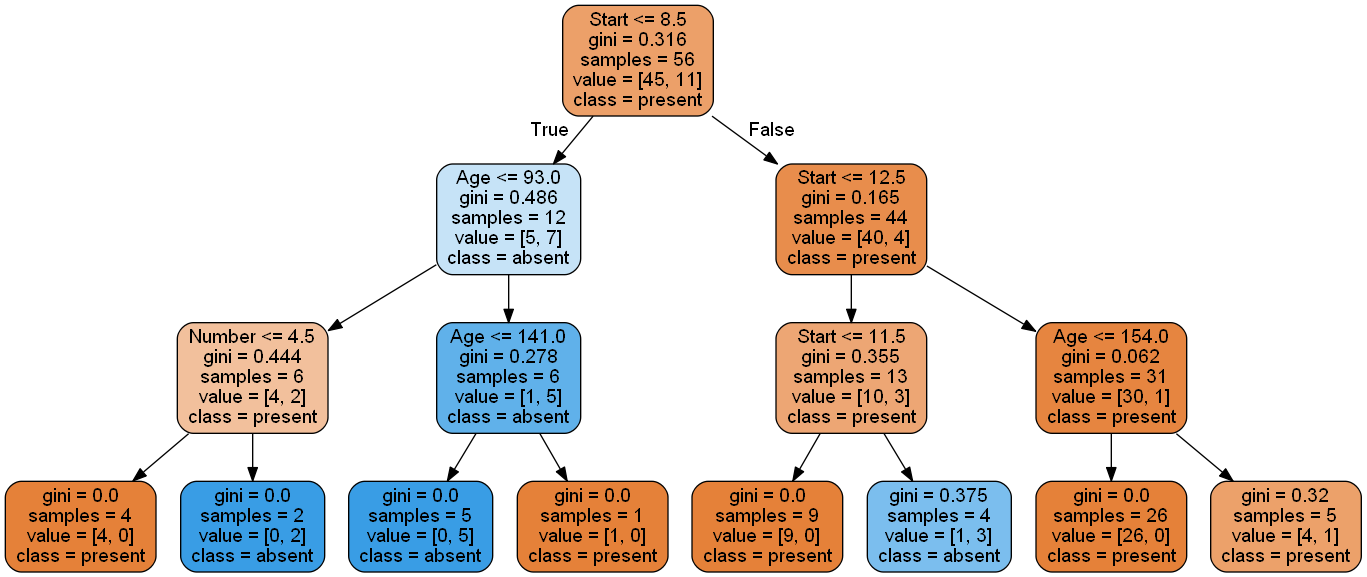 Start <= 8.5
gini = 0.316
samples = 56
value = [45, 11]
class = present
True
False
Age <= 93.0
gini = 0.486
samples = 12
value = [5, 7]
class = absent
Start <= 12.5
gini = 0.165
samples = 44
value = [40, 4]
class = present
Number <= 4.5
gini = 0.444
samples = 6
value = [4, 2]
class = present
Age <= 141.0
gini = 0.278
samples = 6
value = [1, 5]
class = absent
Start <= 11.5
gini = 0.355
samples = 13
value = [10, 3]
class = present
Age <= 154.0
gini = 0.062
samples = 31
value = [30, 1]
class = present
gini = 0.0
samples = 4
value = [4, 0]
class = present
gini = 0.0
samples = 2
value = [0, 2]
class = absent
gini = 0.0
samples = 5
value = [0, 5]
class = absent
gini = 0.0
samples = 1
value = [1, 0]
class = present
gini = 0.0
samples = 9
value = [9, 0]
class = present
gini = 0.375
samples = 4
value = [1, 3]
class = absent
gini = 0.0
samples = 26
value = [26, 0]
class = present
gini = 0.32
samples = 5
value = [4, 1]
class = present